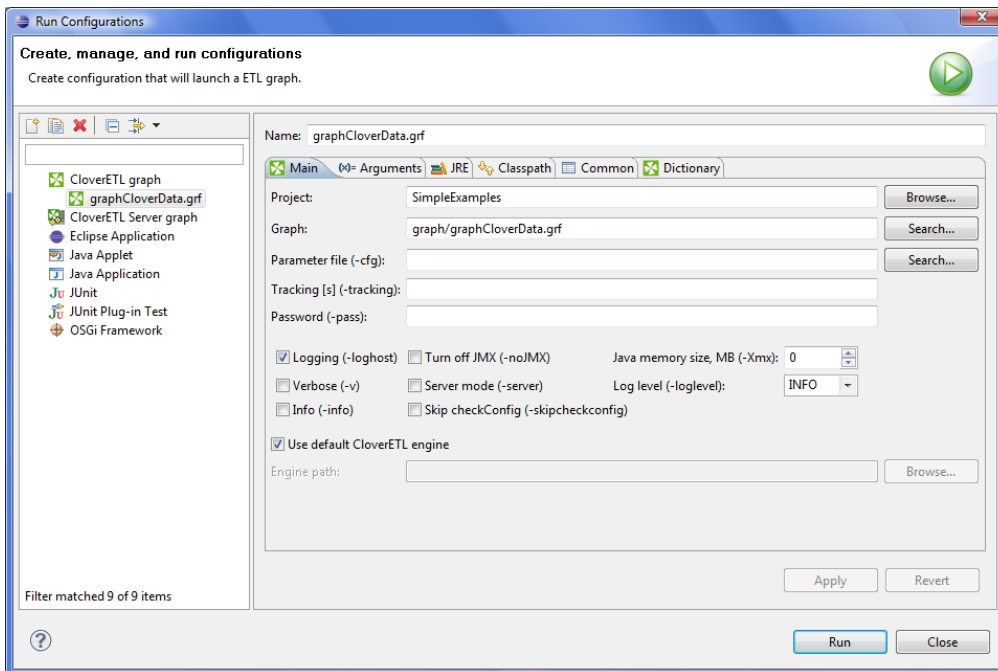 Run Configurations
Create, manage, and run configurations
Create configuration that will launch a ETL graph.
CloverETL graph
graphCloverData.grf
CloverETL Server graph
Eclipse Application
Java Applet
Java Application
JU JUnit
JUnit Plug-in Test
OSGi Framework
Filter matched 9 of 9 items
Name: graphCloverData.grf
Main (x)= Arguments JRE Classpath Common Dictionary
Project: SimpleExamples Browse...
Graph: graph/graphCloverData.grf Search...
Parameter file (-cfg): Search...
Tracking [s] (-tracking):
Password (-pass):
Logging (-loghost) Turn off JMX (-noJMX) Java memory size, MB (-Xmx): 0
Verbose (-v) Server mode (-server) Log level (-loglevel): INFO
Info (-info) Skip checkConfig (-skipcheckconfig)
Use default CloverETL engine
Engine path: Browse...
Apply Revert
? Run Close